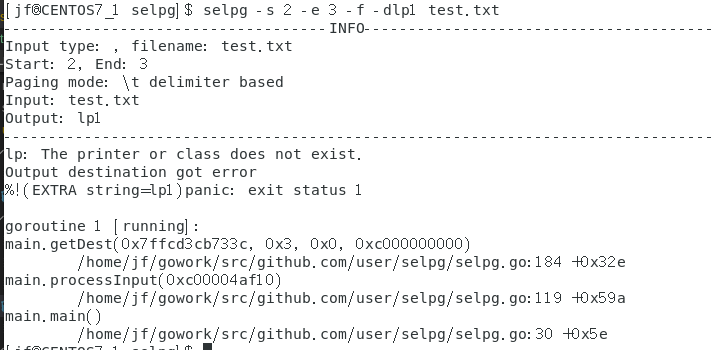 [jf@CENTOS7_1 selpg]$ selpg -s 2 -e 3 -f -dlp1 test.txt
-----------------------------------------INFO-------------------------------------------
Input type: , filename: test.txt
Start: 2, End: 3
Paging mode: \t delimiter based
Input: test.txt
Output: lp1
----------------------------------------------------------------------------------------
lp: The printer or class does not exist.
Output destination got error
%!(EXTRA string=lp1)panic: exit status 1
goroutine 1 [running]:
main.getDest(0x7ffcd3cb733c, 0x3, 0x0, 0xc000000000)
/home/jf/gowork/src/github.com/user/selpg/selpg.go:184 +0x32e
main.processInput(0xc00004af10)
/home/jf/gowork/src/github.com/user/selpg/selpg.go:119 +0x59a
main.main()
/home/jf/gowork/src/github.com/user/selpg/selpg.go:30 +0x5e
[jf@CENTOS7_1 selpg]$